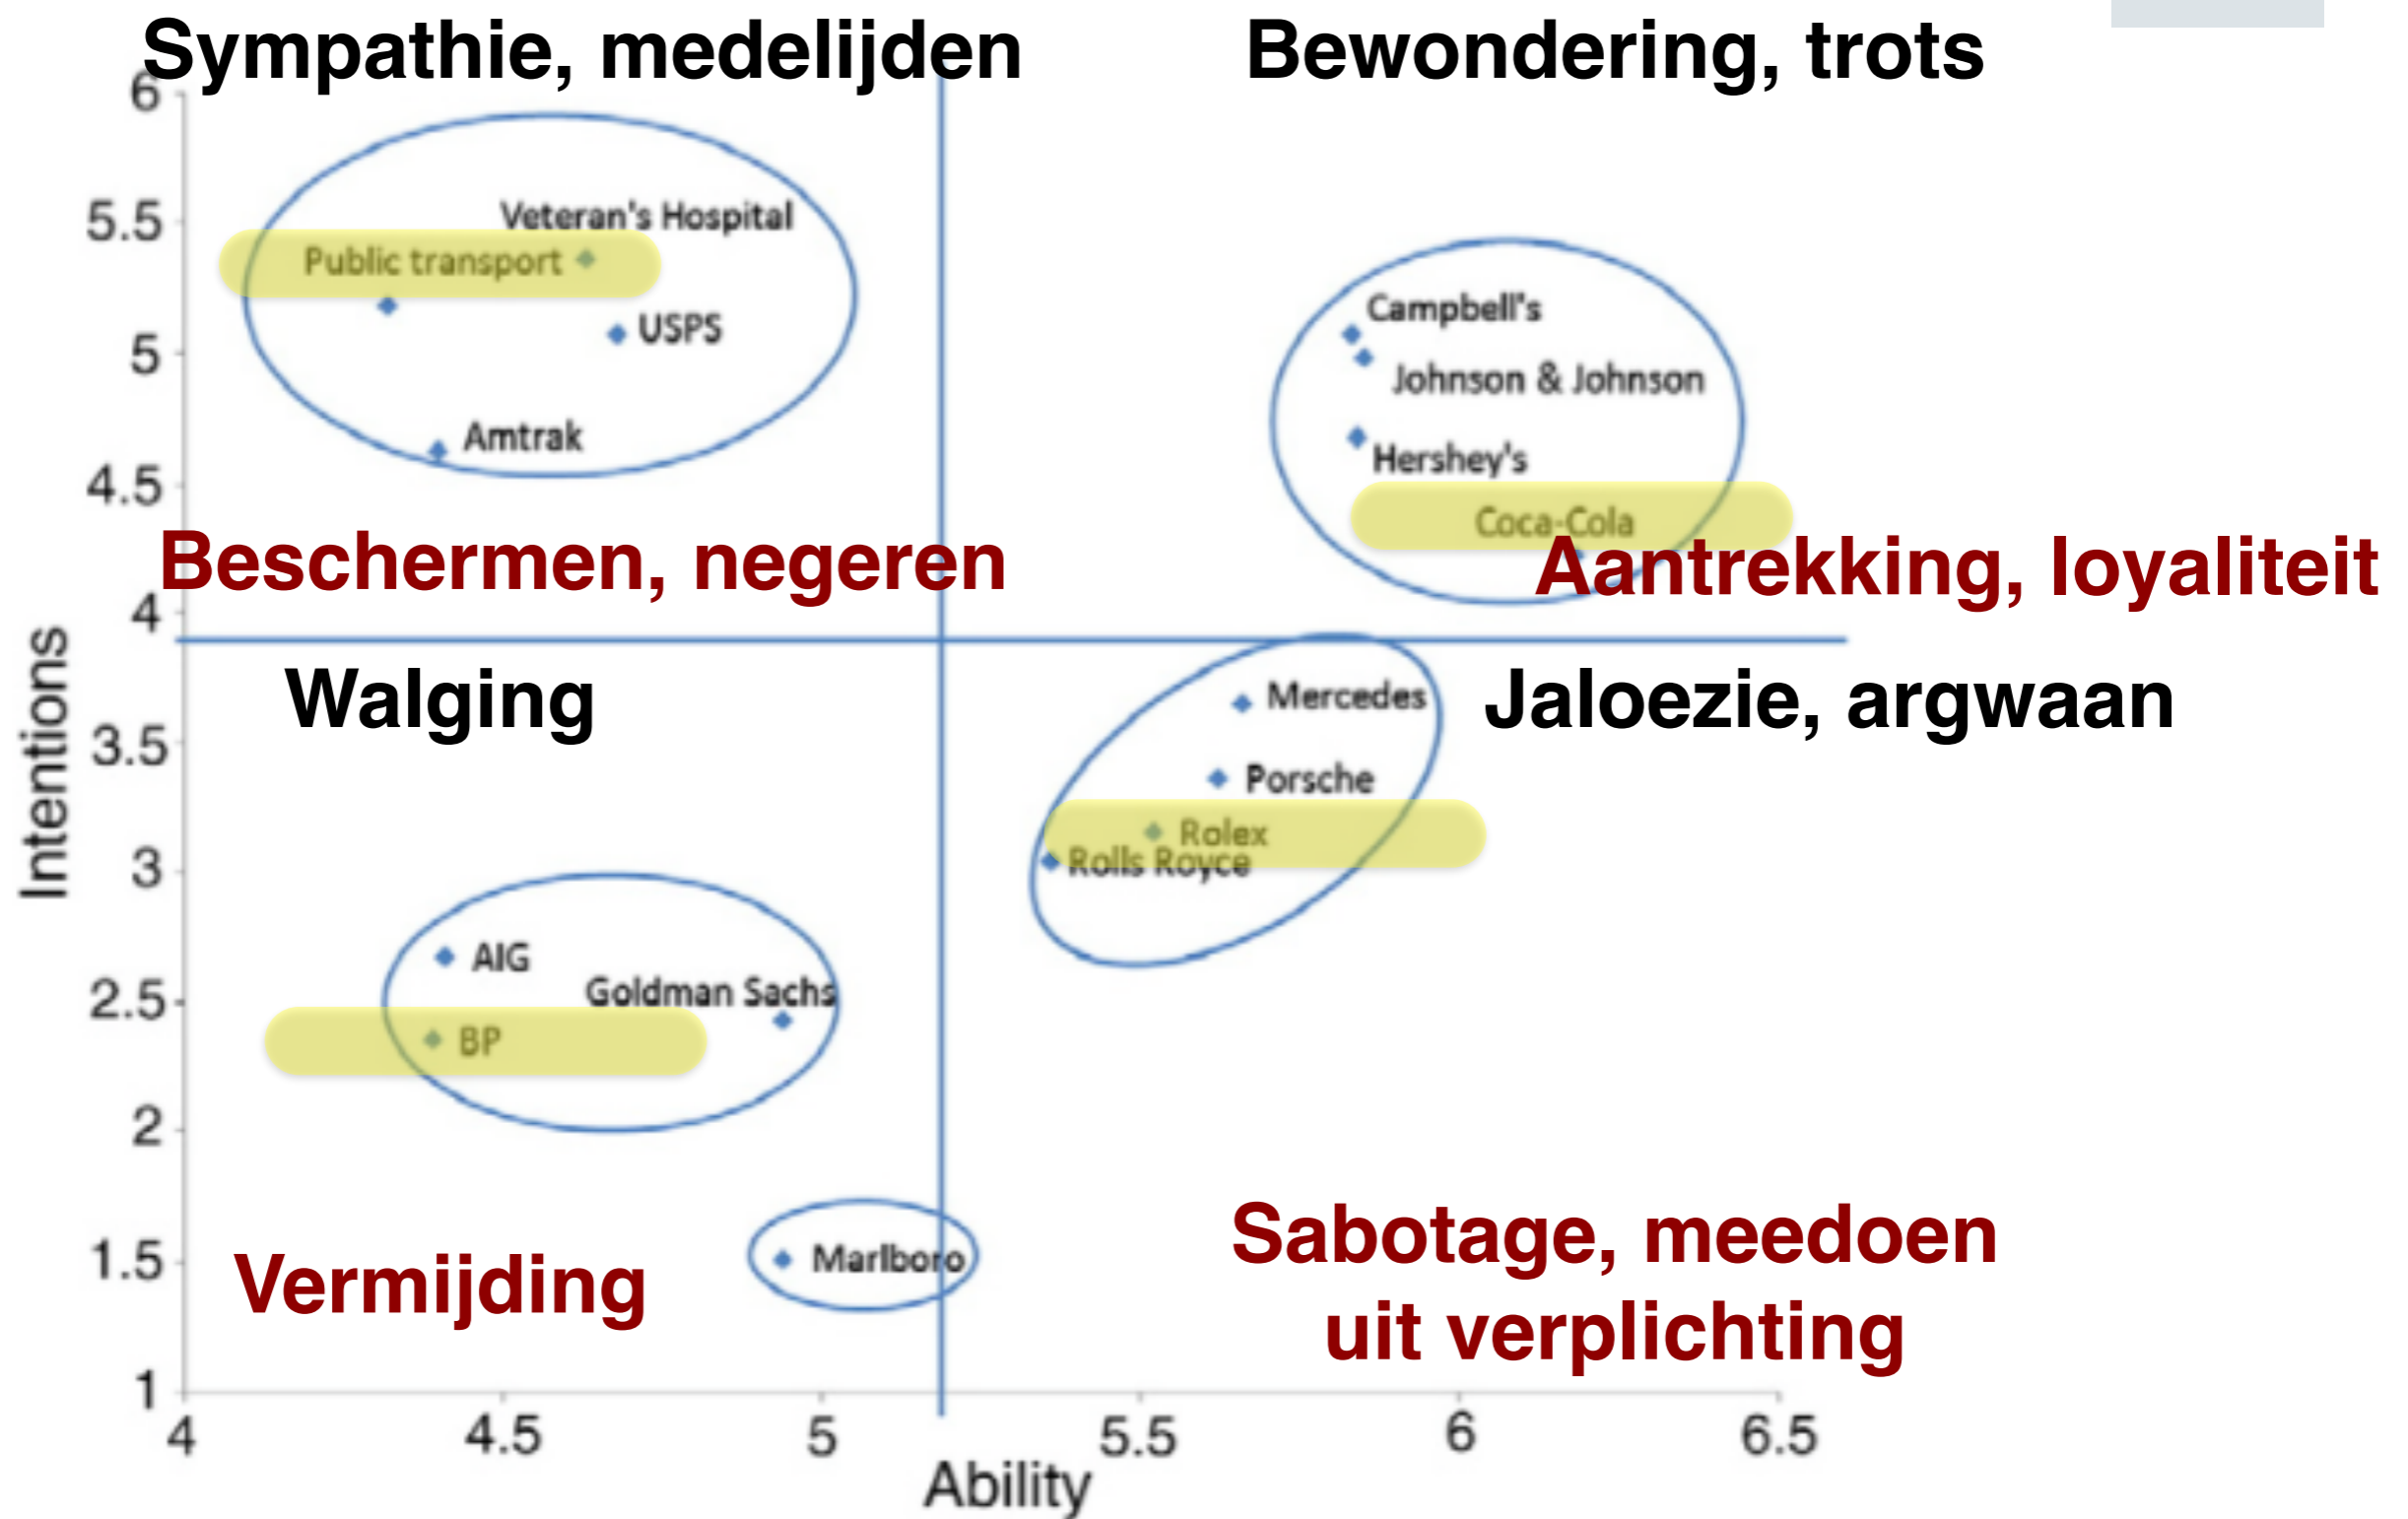 Sympathie, medelijden
Bewondering, trots
6
5.5
5
4.5
4
3.5
3
2.5
2
1.5
1
Intentions
Veteran's Hospital
Public transport
USPS
Amtrak
Campbell's
Johnson & Johnson
Hershey's
Coca-Cola
Beschermen, negeren
Aantrekking, loyaliteit
Walging
Jaloezie, argwaan
Mercedes
Porsche
Rolex
Rolls Royce
AIG
Goldman Sachs
BP
Marlboro
Vermijding
Sabotage, meedoen
uit verplichting
4 4.5 5 5.5 6 6.5
Ability